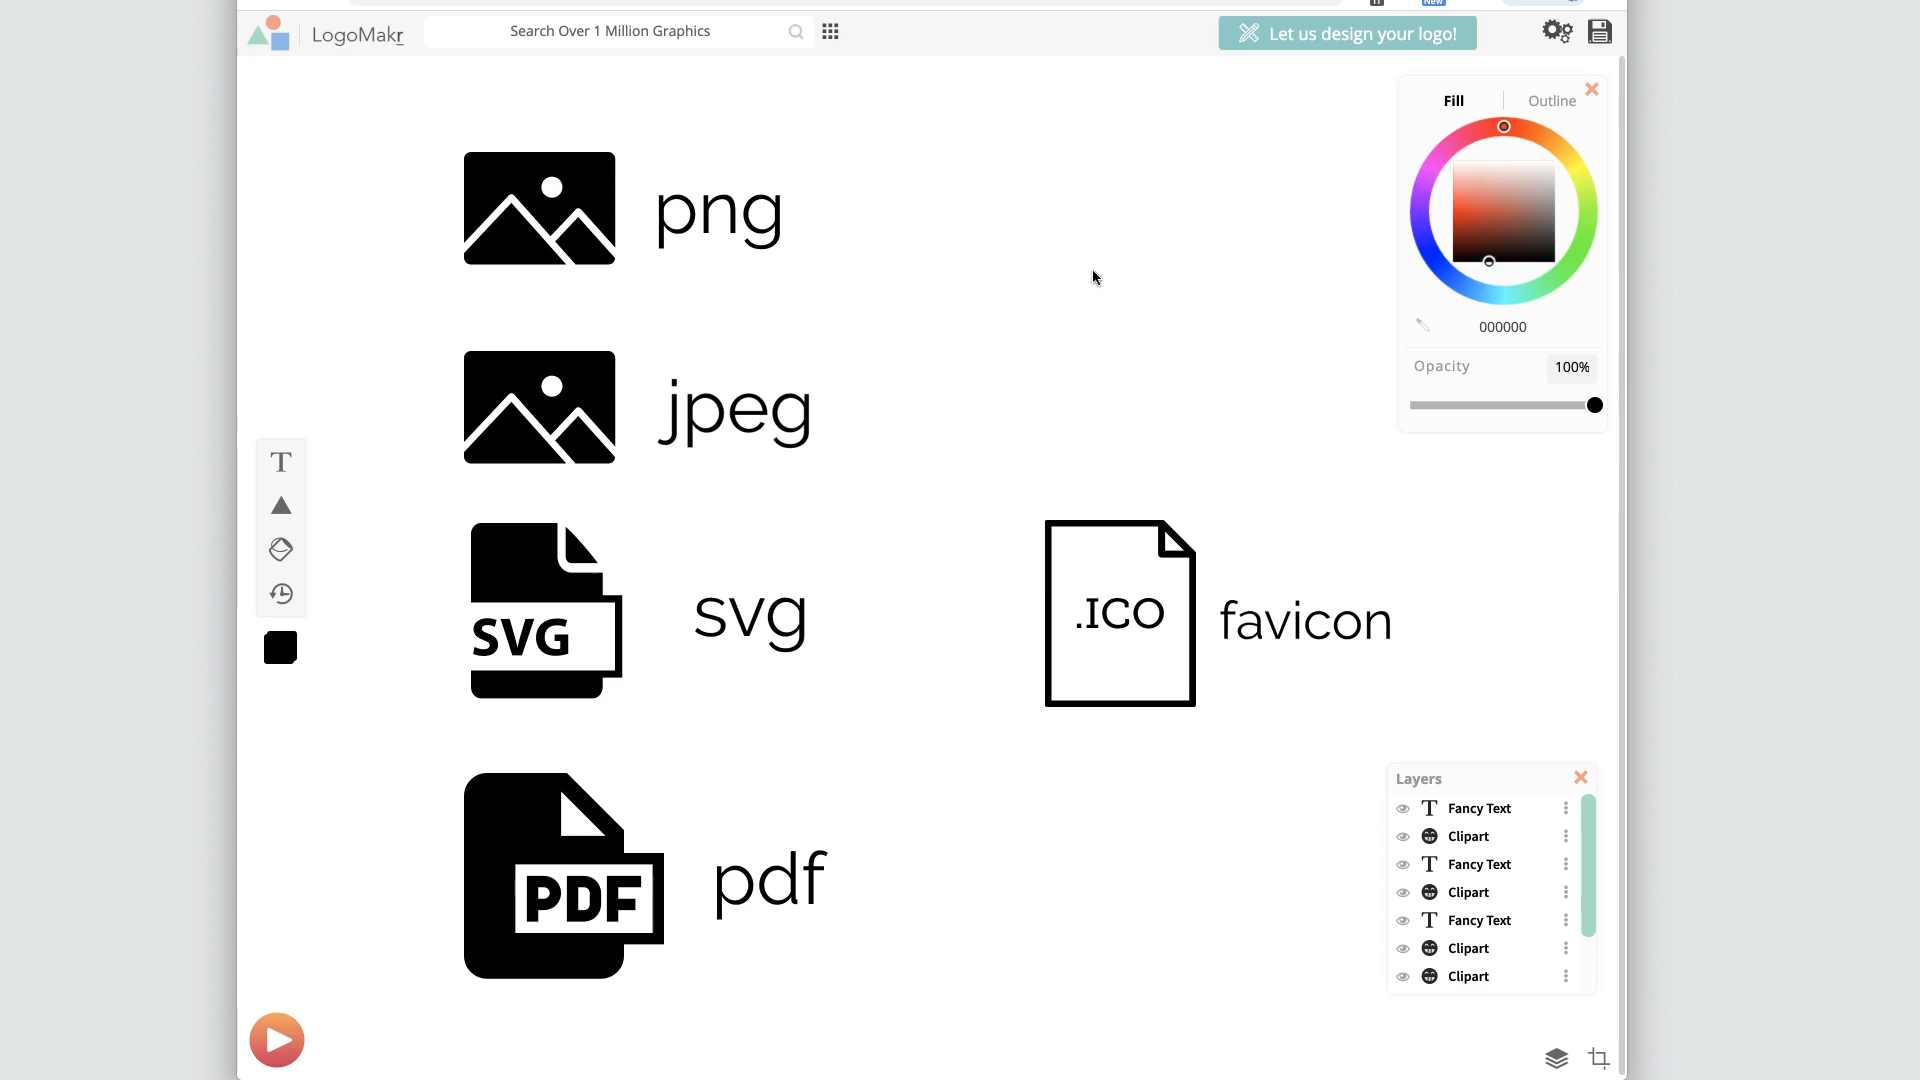 New
LogoMakr
Search Over 1 Million Graphics
Let us design your logo!
Fill
Outline
png
000000
Opacity
100%
jpeg
T
SVG
svg
.ICO
favicon
PDF
pdf
Layers
T Fancy Text
Clipart
T Fancy Text
Clipart
T Fancy Text
Clipart
Clipart